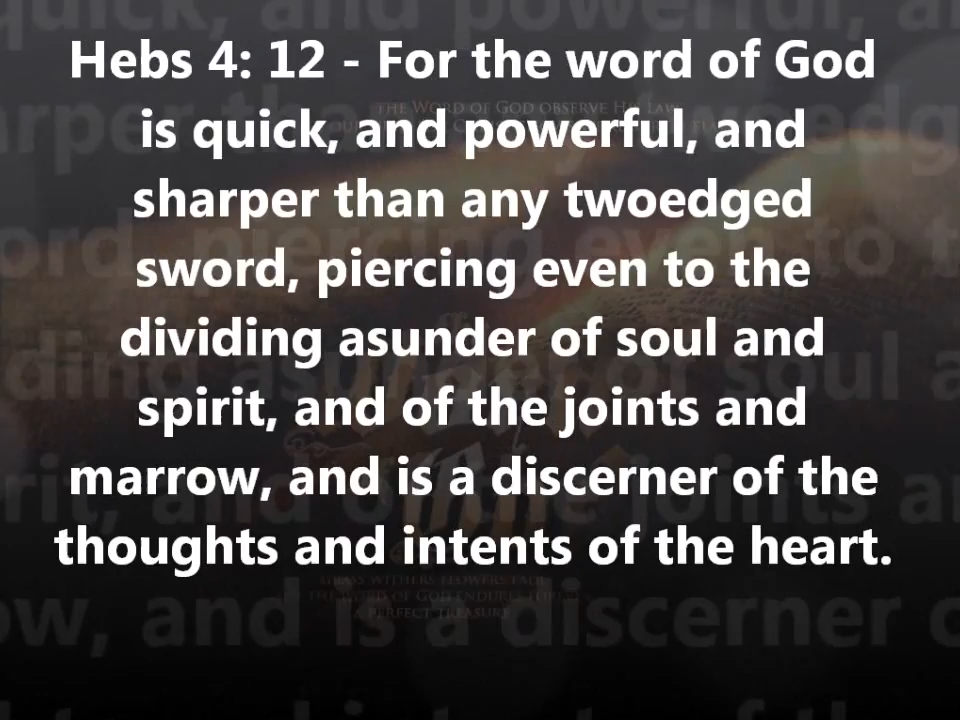 Hebs 4: 12 - For the word of God
is quick, and powerful, and
sharper than any twoedged
sword, piercing even to the
dividing asunder of soul and
spirit, and of the joints and
marrow, and is a discerner of the
thoughts and intents of the heart.